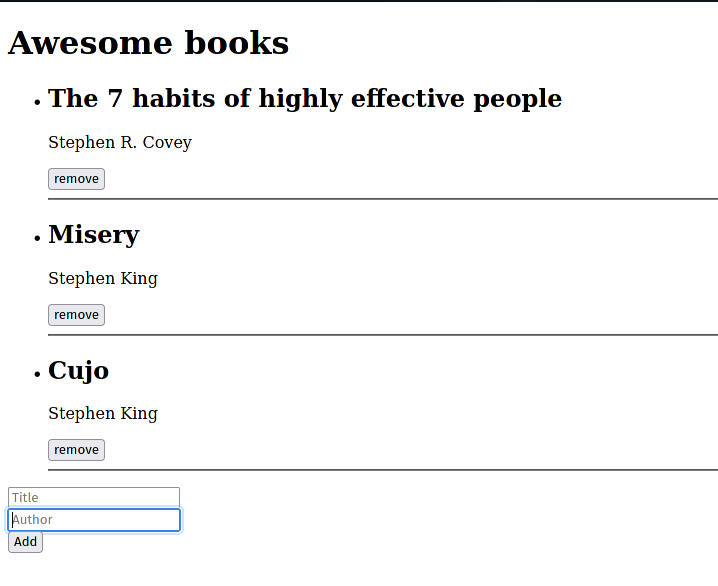 Awesome books
The 7 habits of highly effective people
Stephen R. Covey
remove
Misery
Stephen King
remove
Cujo
Stephen King
remove
Title
Author
Add